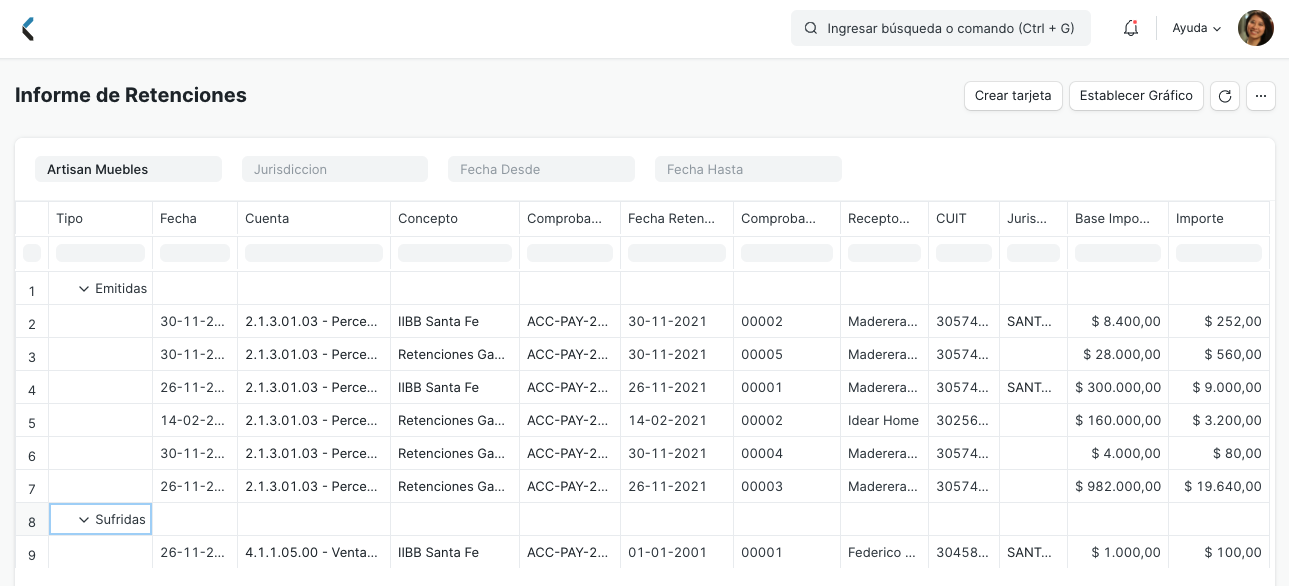 Ingresar búsqueda o comando (Ctrl + G) Ayuda
Informe de Retenciones Crear tarjeta Establecer Gráfico ...
Artisan Muebles Jurisdiccion Fecha Desde Fecha Hasta
Tipo Fecha Cuenta Concepto Comproba... Fecha Reten... Comproba... Recepto... CUIT Juris... Base Impo... Importe
1 Emitidas
2 30-11-2... 2.1.3.01.03 - Perce... IIBB Santa Fe ACC-PAY-2... 30-11-2021 00002 Maderera... 30574... SANT... $ 8.400,00 $ 252,00
3 30-11-2... 2.1.3.01.03 - Perce... Retenciones Ga... ACC-PAY-2... 30-11-2021 00005 Maderera... 30574... $ 28.000,00 $ 560,00
4 26-11-2... 2.1.3.01.03 - Perce... IIBB Santa Fe ACC-PAY-2... 26-11-2021 00001 Maderera... 30574... SANT... $ 300.000,00 $ 9.000,00
5 14-02-2... 2.1.3.01.03 - Perce... Retenciones Ga... ACC-PAY-2... 14-02-2021 00002 Idear Home 30256... $ 160.000,00 $ 3.200,00
6 30-11-2... 2.1.3.01.03 - Perce... Retenciones Ga... ACC-PAY-2... 30-11-2021 00004 Maderera... 30574... $ 4.000,00 $ 80,00
7 26-11-2... 2.1.3.01.03 - Perce... Retenciones Ga... ACC-PAY-2... 26-11-2021 00003 Maderera... 30574... $ 982.000,00 $ 19.640,00
8 Sufridas
9 26-11-2... 4.1.1.05.00 - Venta... IIBB Santa Fe ACC-PAY-2... 01-01-2001 00001 Federico ... 30458... SANT... $ 1.000,00 $ 100,00